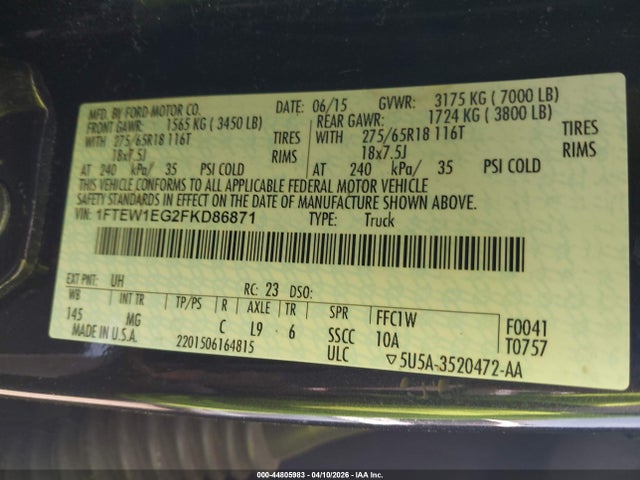 MFD. BY FORD MOTOR CO. DATE: 06/15 GVWR: 3175 KG ( 7000 LB)
FRONT GAWR: 1565 KG ( 3450 LB) REAR GAWR: 1724 KG ( 3800 LB)
WITH 275/65R18 116T TIRES WITH 275/65R18 116T TIRES
18x7.5J RIMS 18x7.5J RIMS
AT 240 kPa/ 35 PSI COLD AT 240 kPa/ 35 PSI COLD
THIS VEHICLE CONFORMS TO ALL APPLICABLE FEDERAL MOTOR VEHICLE
SAFETY STANDARDS IN EFFECT ON THE DATE OF MANUFACTURE SHOWN ABOVE.
VIN: 1FTEW1EG2FKD86871 TYPE: Truck
EXT PNT: UH RC: 23 DSO:
WB INT TR TP/PS R AXLE TR SPR FFC1W F0041
145 MG C L9 6 SSCC 10A T0757
MADE IN U.S.A. 2201506164815 ULC ▽5U5A-3520472-AA
000-44805983 - 04/10/2026 - IAA Inc.